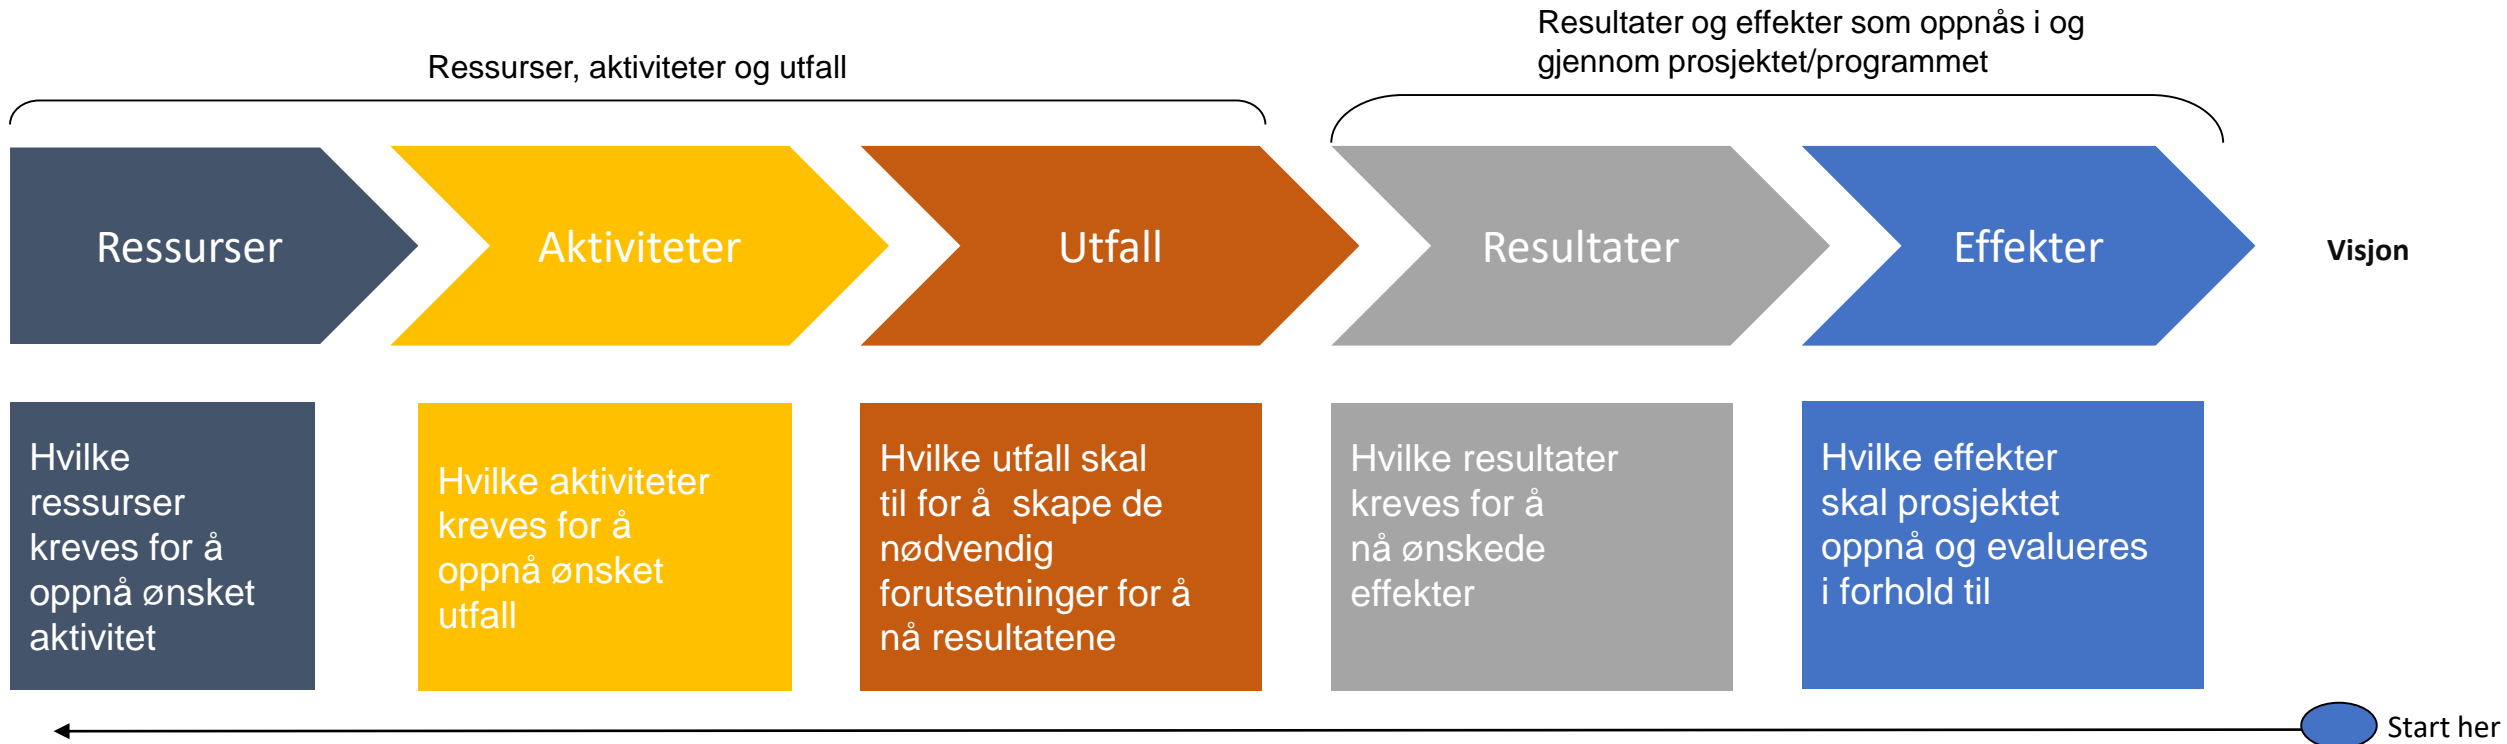 Resultater og effekter som oppnås i og
gjennom prosjektet/programmet
Ressurser, aktiviteter og utfall
Ressurser
Aktiviteter
Utfall
Resultater
Effekter
Visjon
Hvilke
ressurser
kreves for å
oppnå ønsket
aktivitet
Hvilke aktiviteter
kreves for å
oppnå ønsket
utfall
Hvilke utfall skal
til for å  skape de
nødvendig
forutsetninger for å
nå resultatene
Hvilke resultater
kreves for å
nå ønskede
effekter
Hvilke effekter
skal prosjektet
oppnå og evalueres
i forhold til
Start her